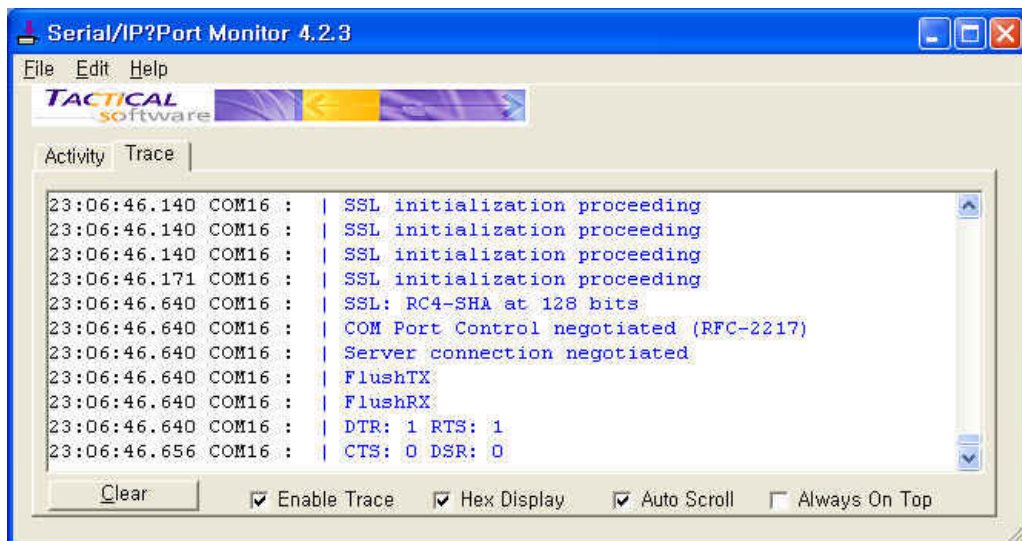 Serial/IP?Port Monitor 4.2.3
File Edit Help
TACTICAL
software
Activity Trace
23:06:46.140 COM16 : | SSL initialization proceeding
23:06:46.140 COM16 : | SSL initialization proceeding
23:06:46.140 COM16 : | SSL initialization proceeding
23:06:46.171 COM16 : | SSL initialization proceeding
23:06:46.640 COM16 : | SSL: RC4-SHA at 128 bits
23:06:46.640 COM16 : | COM Port Control negotiated (RFC-2217)
23:06:46.640 COM16 : | Server connection negotiated
23:06:46.640 COM16 : | FlushTX
23:06:46.640 COM16 : | FlushRX
23:06:46.640 COM16 : | DTR: 1 RTS: 1
23:06:46.656 COM16 : | CTS: 0 DSR: 0
Clear Enable Trace Hex Display Auto Scroll Always On Top